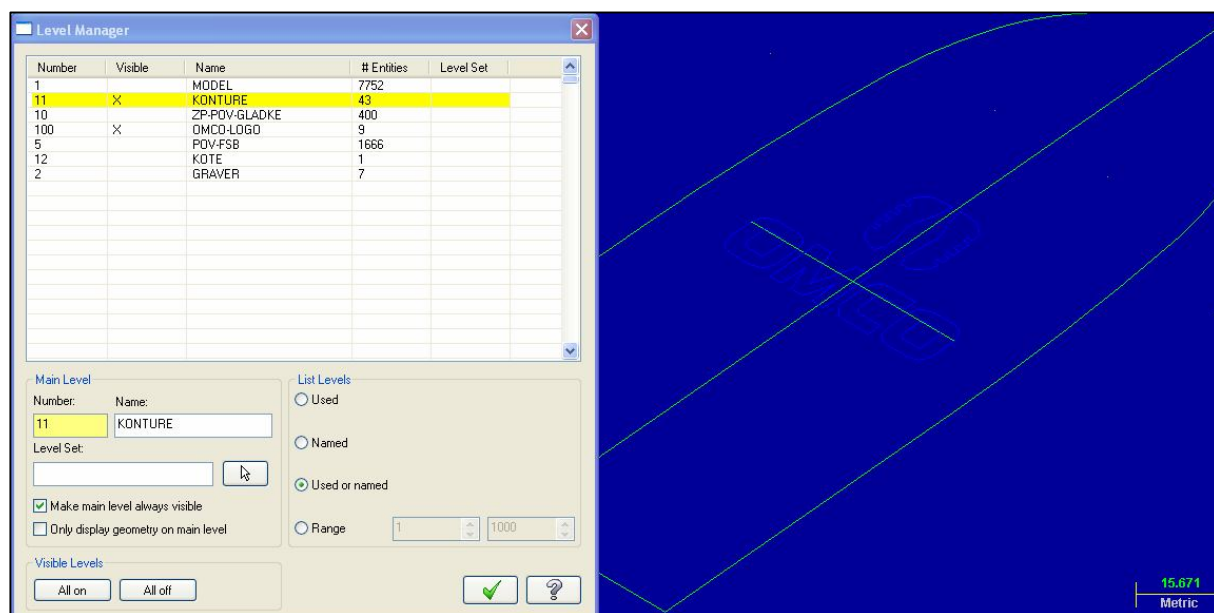 Level Manager
Number Visible Name # Entities Level Set
1 MODEL 7752
11 X KONTURE 43
10 ZP-POV-GLADKE 400
100 X OMCO-LOGO 9
5 POV-FSB 1666
12 KOTE 1
2 GRAVER 7
Main Level
Number: Name:
11 KONTURE
Level Set:
Make main level always visible
Only display geometry on main level
List Levels
Used
Named
Used or named
Range 1 1000
Visible Levels
All on All off
OMCO
15.671
Metric